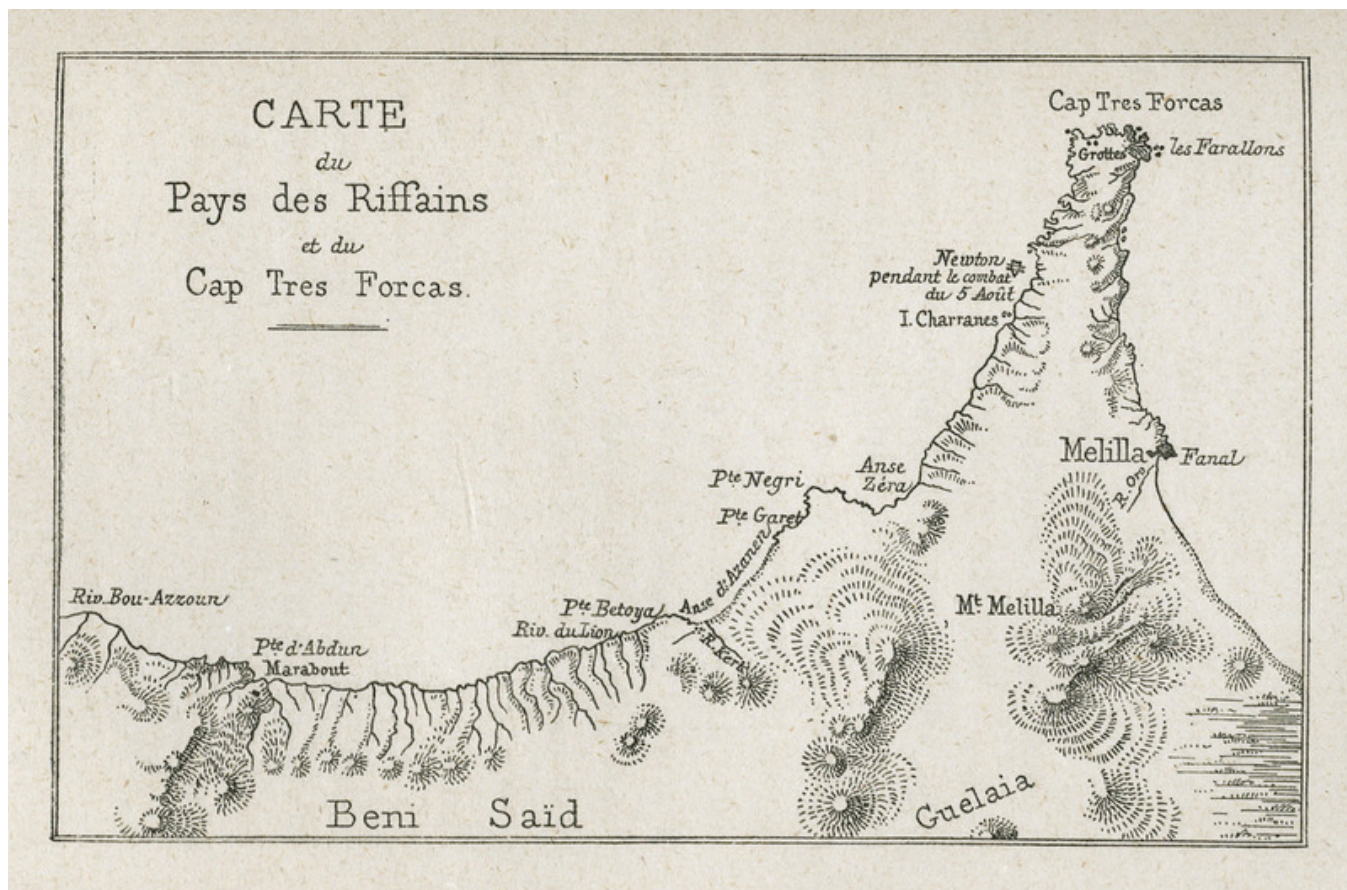 CARTE
du
Pays des Riffains
et du
Cap Tres Forcas.
Cap Tres Forcas
Grottes
les Farallons
Newton
pendant le combat
du 5 Août
I. Charranes
Melilla
Fanal
R. Oro
Anse
Zéra
Pte Negri
Pte Garet
Anse d'Azanen
Riv. Bou-Azzoun
Pte Betoya
Riv. du Lion
R. Kert
Mt Melilla
Pte d'Abdun
Marabout
Beni Saïd
Guelaia